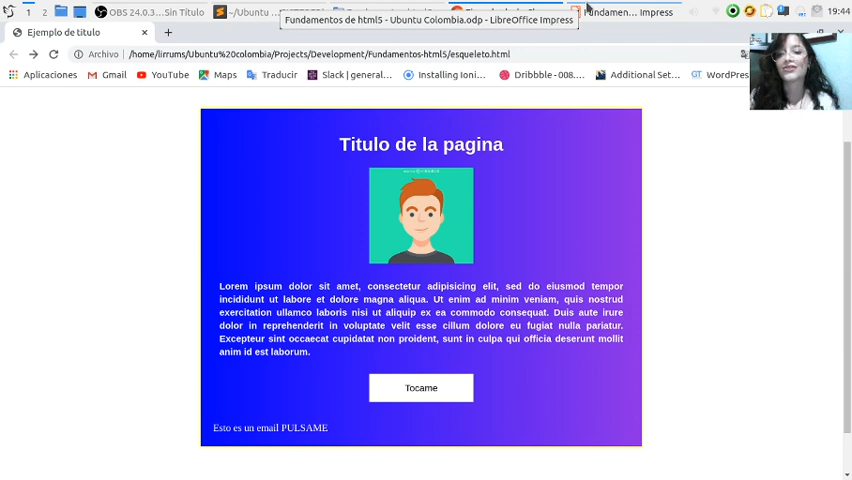 1 2 OBS 24.0.3...Sin Título ~/Ubuntu Fundamen... Impress 19:44
Fundamentos de html5 - Ubuntu Colombia.odp - LibreOffice Impress
Ejemplo de titulo
Archivo /home/lirrums/Ubuntu%20colombia/Projects/Development/Fundamentos-html5/esqueleto.html
Aplicaciones Gmail YouTube Maps Traducir Slack | general... Installing Ioni... Dribbble - 008.... Additional Set... GT WordPress
Titulo de la pagina
Lorem ipsum dolor sit amet, consectetur adipisicing elit, sed do eiusmod tempor
incididunt ut labore et dolore magna aliqua. Ut enim ad minim veniam, quis nostrud
exercitation ullamco laboris nisi ut aliquip ex ea commodo consequat. Duis aute irure
dolor in reprehenderit in voluptate velit esse cillum dolore eu fugiat nulla pariatur.
Excepteur sint occaecat cupidatat non proident, sunt in culpa qui officia deserunt mollit
anim id est laborum.
Tocame
Esto es un email PULSAME